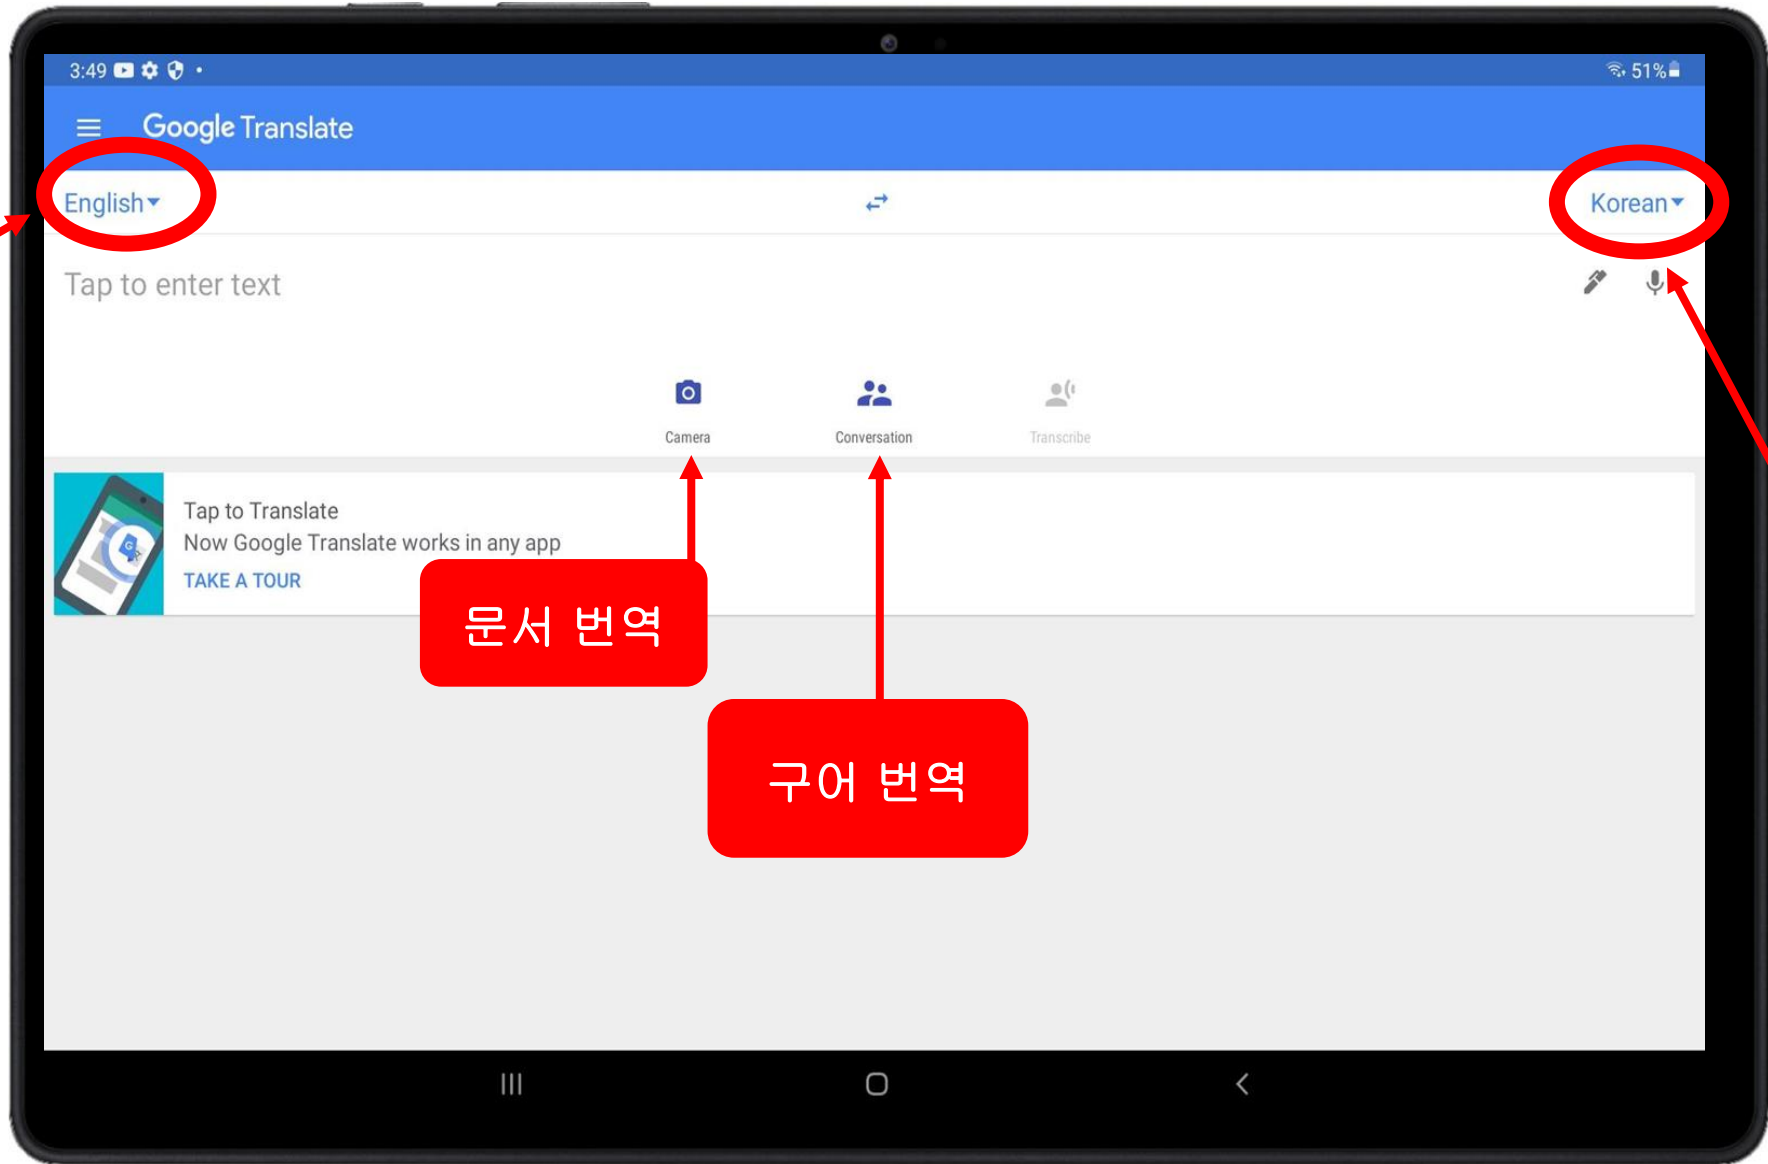 3:49
51%
Google Translate
English
Korean
Tap to enter text
Camera
Conversation
Transcribe
Tap to Translate
Now Google Translate works in any app
TAKE A TOUR
문서 번역
구어 번역